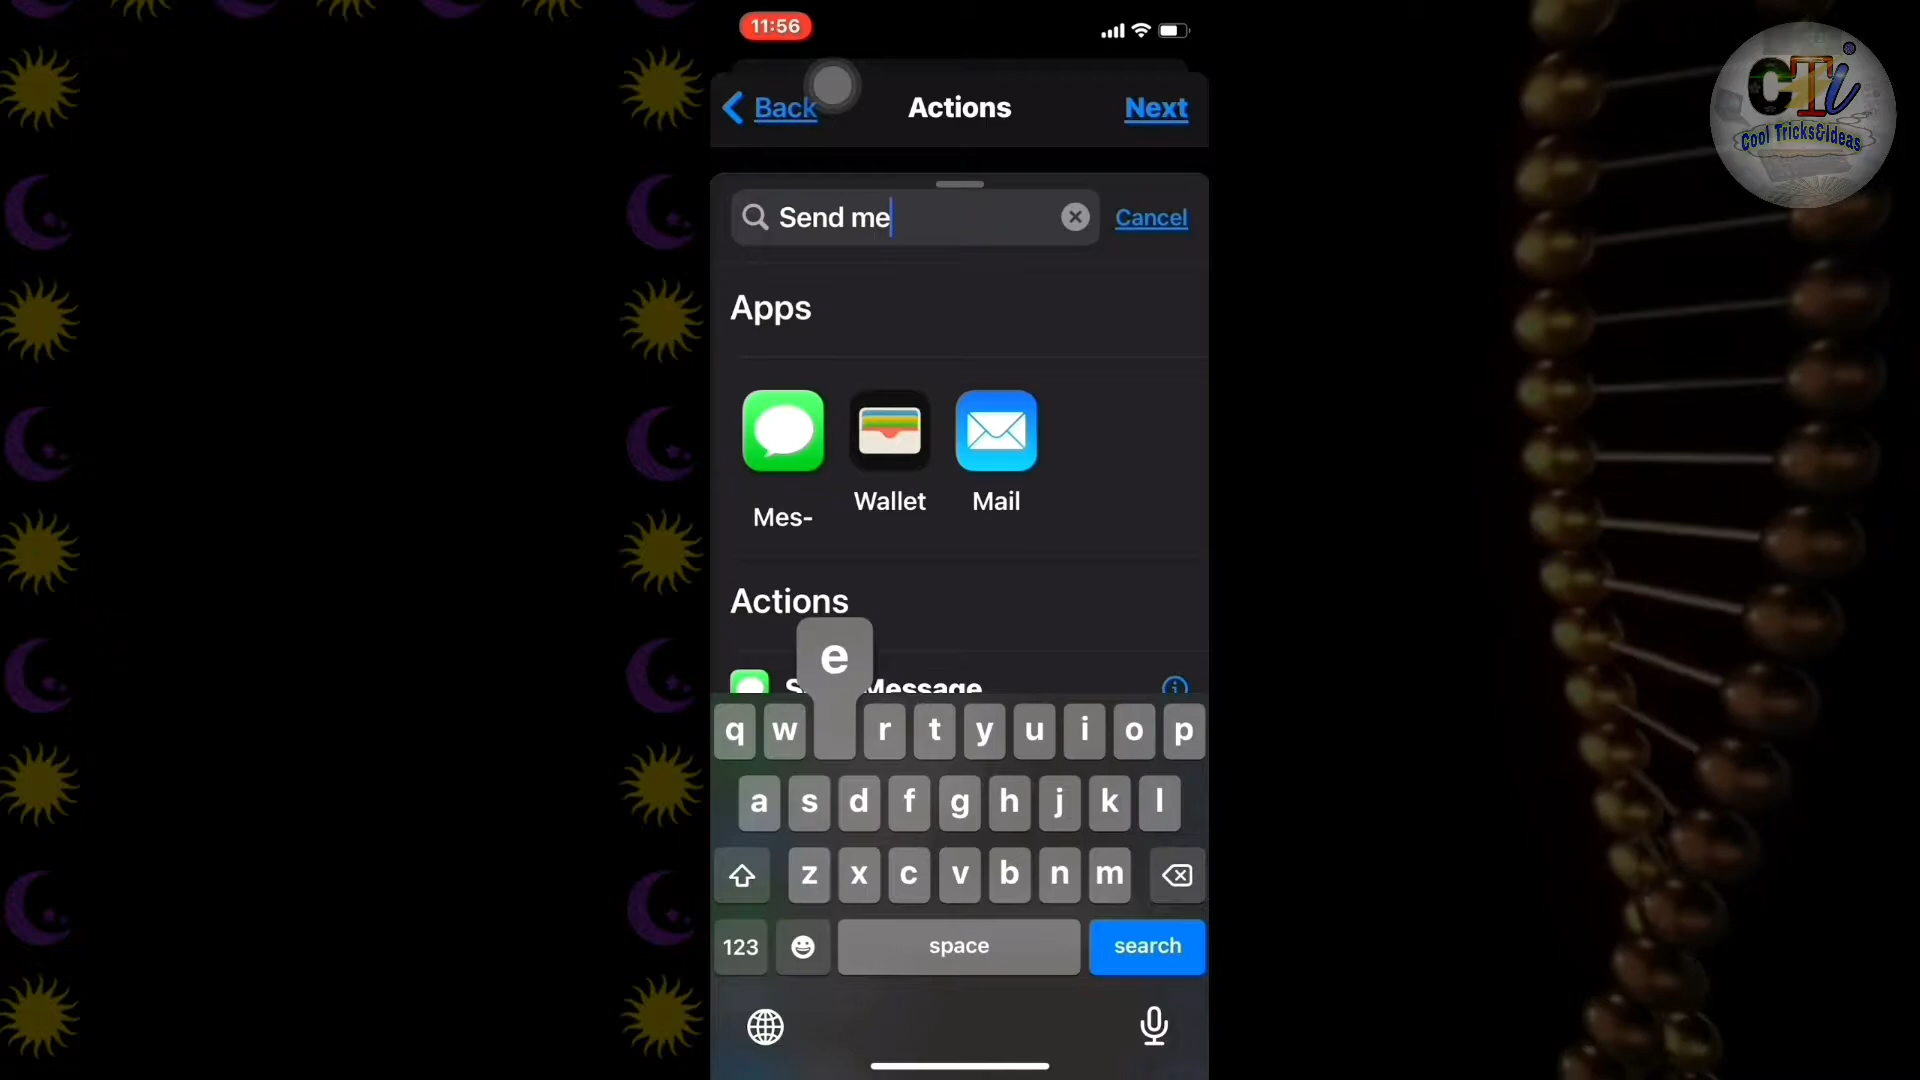 11:56
Back
Actions
Next
Send me
Cancel
Apps
Mes-
Wallet
Mail
Actions
e
Message
q w r t y u i o p
a s d f g h j k l
z x c v b n m
123
space
search
CTi
Cool Tricks&Ideas